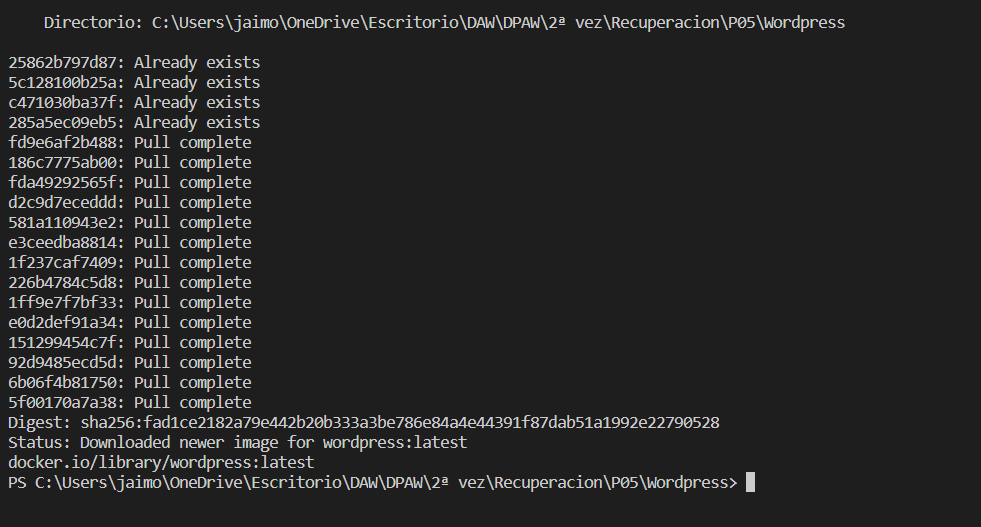 Directorio: C:\Users\jaimo\OneDrive\Escritorio\DAW\DPAW\2ª vez\Recuperacion\P05\Wordpress
25862b797d87: Already exists
5c128100b25a: Already exists
c471030ba37f: Already exists
285a5ec09eb5: Already exists
fd9e6af2b488: Pull complete
186c7775ab00: Pull complete
fda49292565f: Pull complete
d2c9d7eceddd: Pull complete
581a110943e2: Pull complete
e3ceedba8814: Pull complete
1f237caf7409: Pull complete
226b4784c5d8: Pull complete
1ff9e7f7bf33: Pull complete
e0d2def91a34: Pull complete
151299454c7f: Pull complete
92d9485ecd5d: Pull complete
6b06f4b81750: Pull complete
5f00170a7a38: Pull complete
Digest: sha256:fad1ce2182a79e442b20b333a3be786e84a4e44391f87dab51a1992e22790528
Status: Downloaded newer image for wordpress:latest
docker.io/library/wordpress:latest
PS C:\Users\jaimo\OneDrive\Escritorio\DAW\DPAW\2ª vez\Recuperacion\P05\Wordpress>